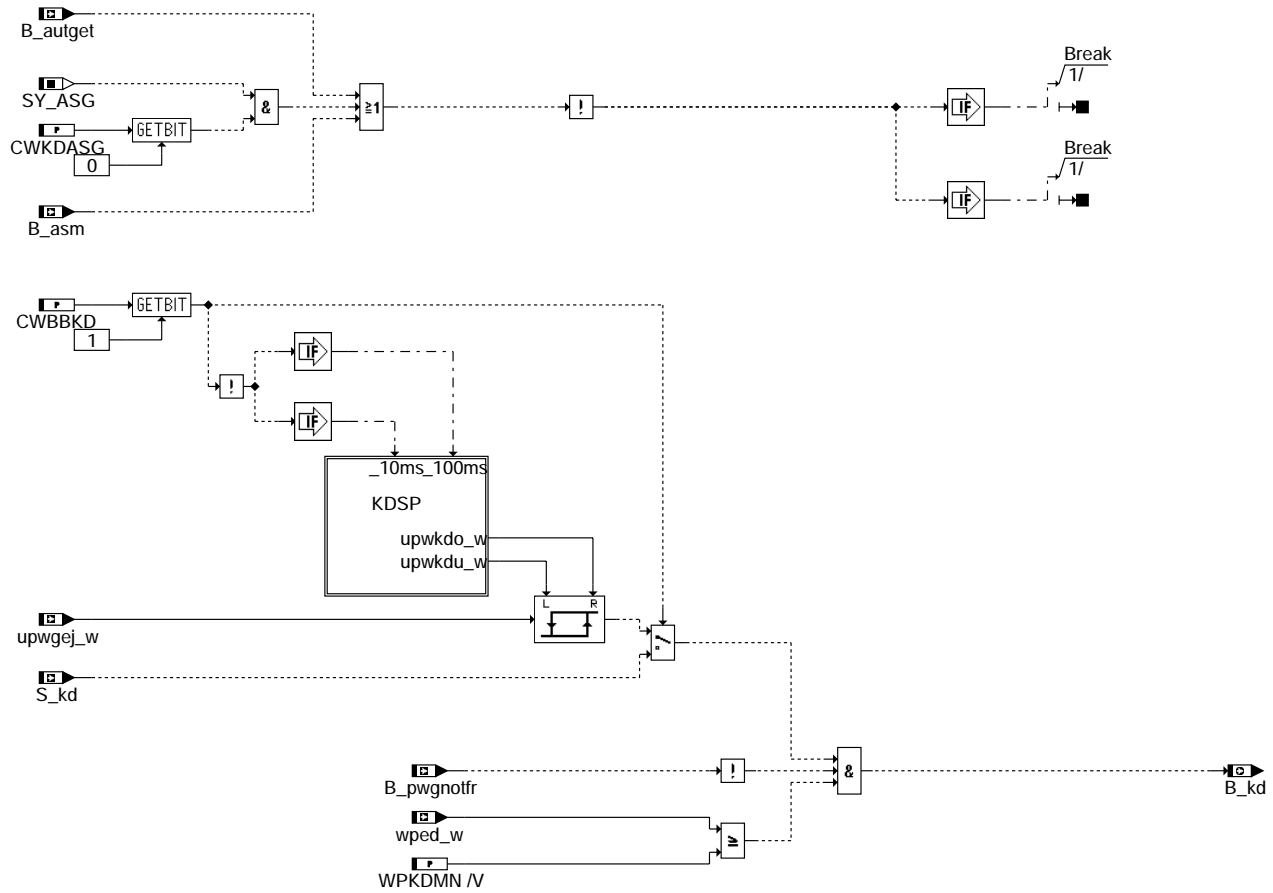 B_autget
SY_ASG
CWKDASG
P
GETBIT
0
&
≥1
!
IF
Break
1/
B_asm
IF
Break
1/
CWBBKD
P
GETBIT
1
!
IF
IF
_10ms_100ms
KDSP
upwkdo_w
upwkdu_w
L R
upwgej_w
S_kd
B_pwgnotfr
!
&
B_kd
wped_w
≥
P
WPKDMN /V